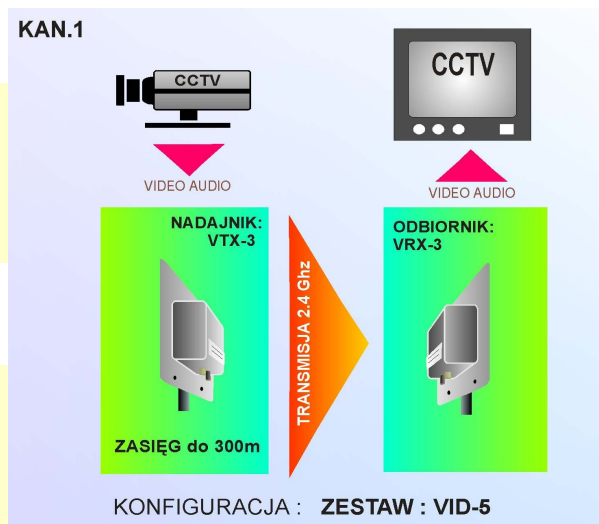 KAN.1
CCTV
CCTV
VIDEO AUDIO
VIDEO AUDIO
NADAJNIK:
VTX-3
ODBIORNIK:
VRX-3
TRANSMISJA 2.4 Ghz
ZASIĘG do 300m
KONFIGURACJA : ZESTAW : VID-5